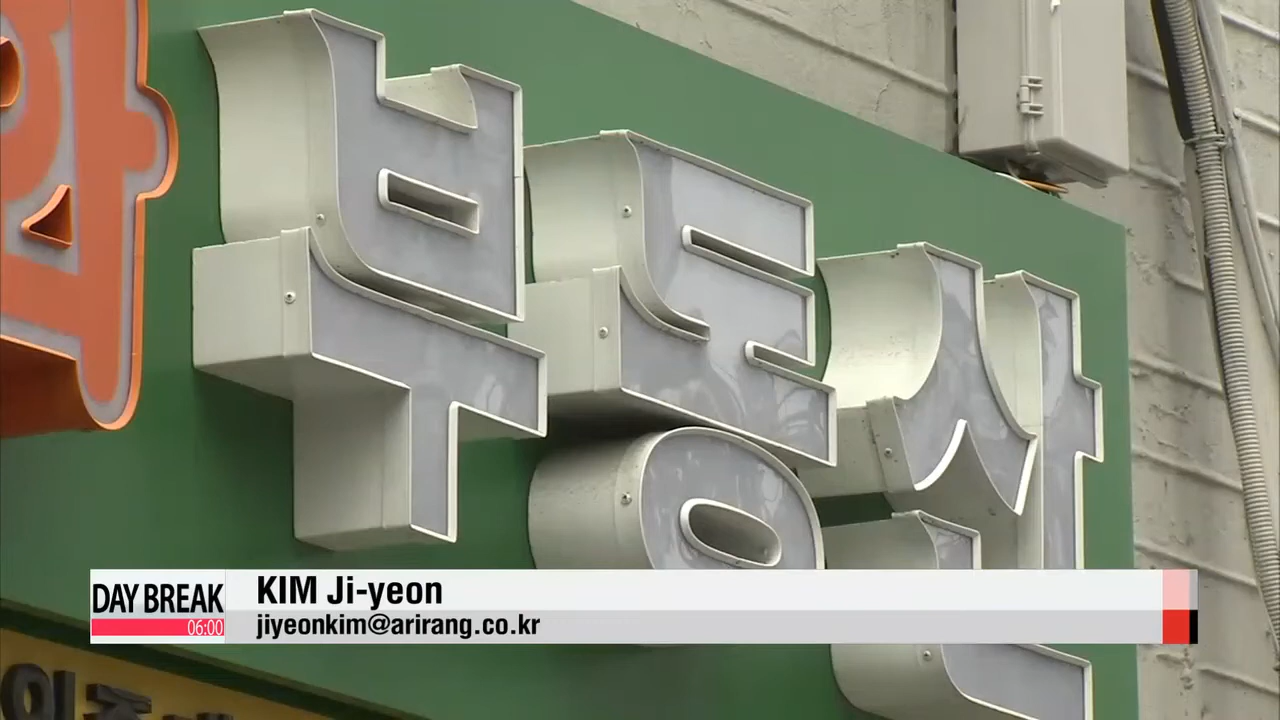 부동산
DAY BREAK
06:00
KIM Ji-yeon
jiyeonkim@arirang.co.kr